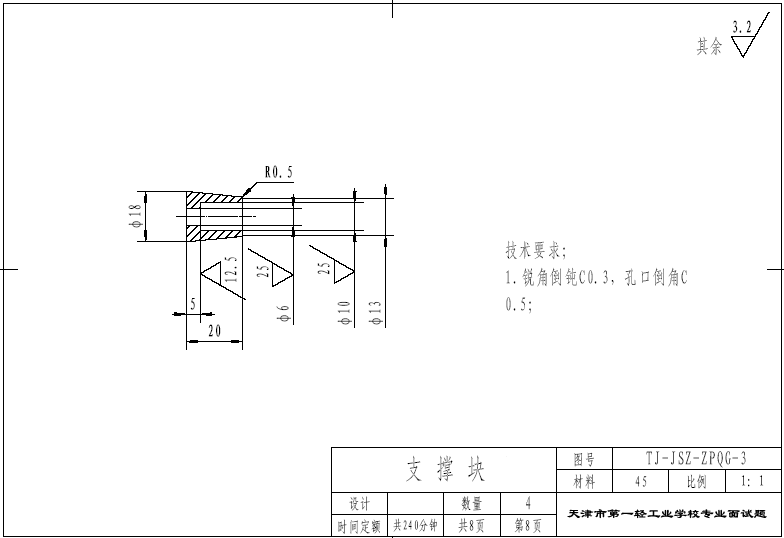 3.2
其余
R0.5
φ18
12.5
25
25
5
20
φ6
φ10
φ13
技术要求;
1.锐角倒钝C0.3, 孔口倒角C
0.5;
支撑块
图号 TJ-JSZ-ZPQG-3
材料 45 比例 1: 1
设计 数量 4
时间定额 共240分钟 共8页 第8页
天津市第一轻工业学校专业面试题